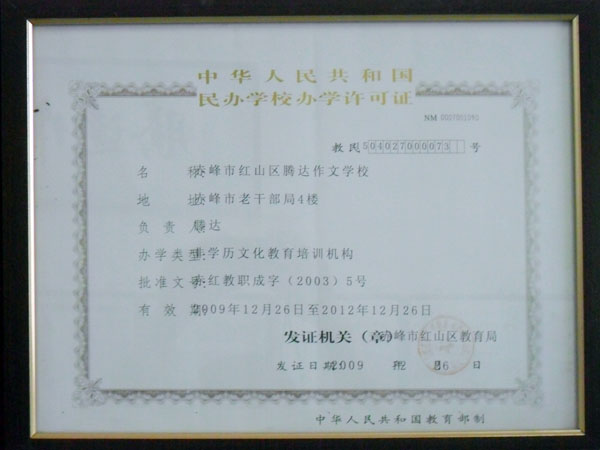 中华人民共和国
民办学校办学许可证
NM
教民504027000073 号
名 称 赤峰市红山区腾达作文学校
地 址 赤峰市老干部局4楼
负 责 人 腾达
办学类型:非学历文化教育培训机构
批准文号:赤红教职成字(2003)5号
有 效 期:2009年12月26日至2012年12月26日
发证机关(章)赤峰市红山区教育局
发证日期:2009 年12 月26 日
中华人民共和国教育部制